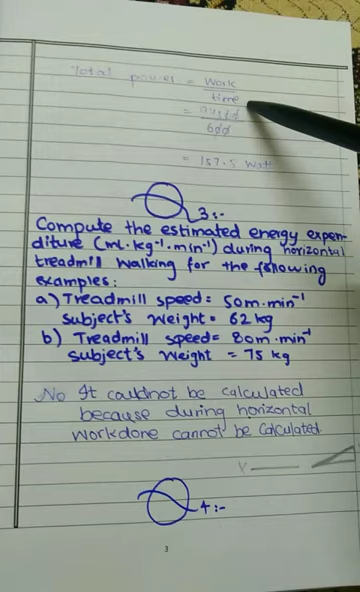 Total power = Work
time
= 94500
600
= 157.5 Watt
Q3:-
Compute the estimated energy expen-
diture (ml.kg⁻¹.min⁻¹) during horizontal
treadmill walking for the following
examples:
a) Treadmill speed = 50m.min⁻¹
Subject's Weight = 62 kg
b) Treadmill speed = 80m.min⁻¹
Subject's Weight = 75 kg
No It couldnot be calculated
because during horizontal
workdone cannot be Calculated.
Q4:-
3